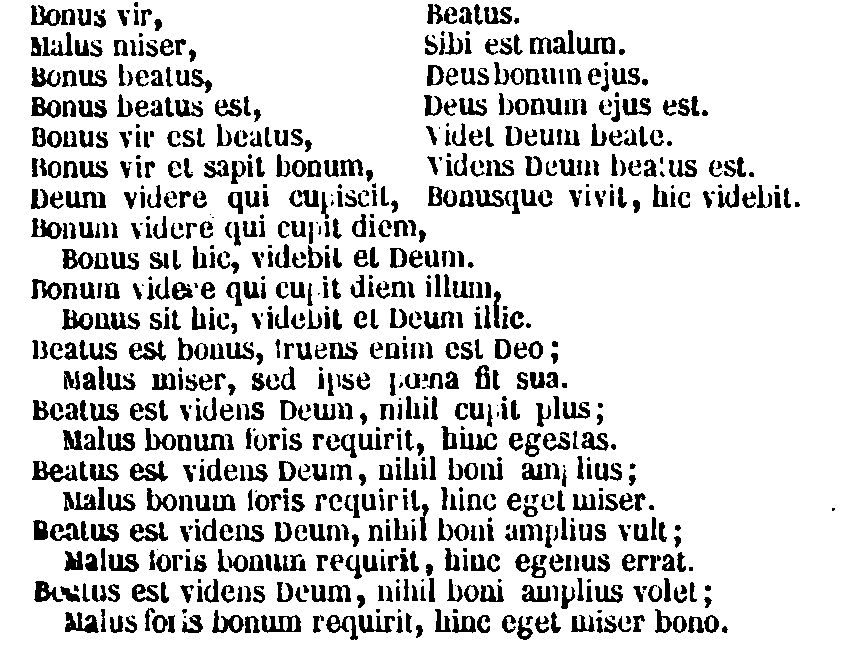 Bonus vir, Beatus.
Malus miser, Sibi est malum.
Bonus beatus, Deus bonum ejus.
Bonus beatus est, Deus bonum ejus est.
Bonus vir est beatus, Videt Deum beate.
Bonus vir et sapit bonum, Videns Deum beatus est.
Deum videre qui cupiscit, Bonusque vivit, hic videbit.
Bonum videre qui cupit diem,
Bonus sit hic, videbit et Deum.
Bonum videre qui cupit diem illum,
Bonus sit hic, videbit et Deum illic.
Beatus est bonus, fruens enim est Deo;
Malus miser, sed ipse pœna fit sua.
Beatus est videns Deum, nihil cupit plus;
Malus bonum foris requirit, hinc egestas.
Beatus est videns Deum, nihil boni amplius;
Malus bonum foris requirit, hinc eget miser.
Beatus est videns Deum, nihil boni amplius vult;
Malus foris bonum requirit, hinc egenus errat.
Beatus est videns Deum, nihil boni amplius volet;
Malus foris bonum requirit, hinc eget miser bono.